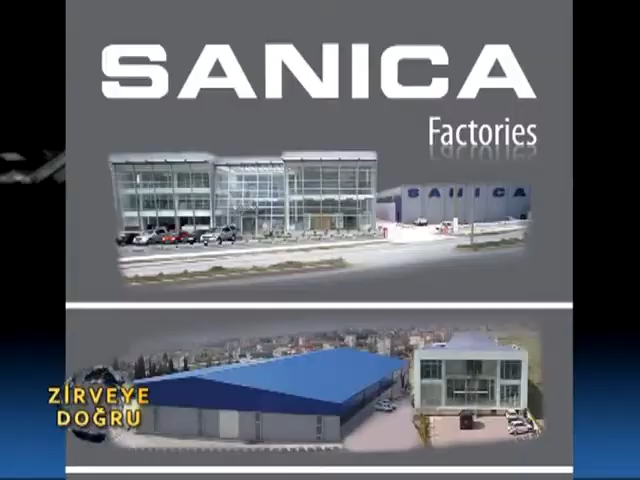 SANICA
Factories
SANICA
ZİRVEYE
DOĞRU